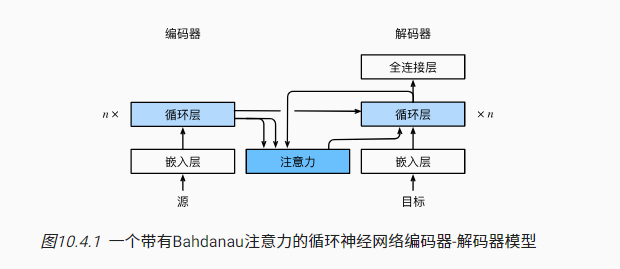 编码器
解码器
全连接层
n ×
循环层
循环层
× n
嵌入层
注意力
嵌入层
源
目标
图10.4.1 一个带有Bahdanau注意力的循环神经网络编码器-解码器模型